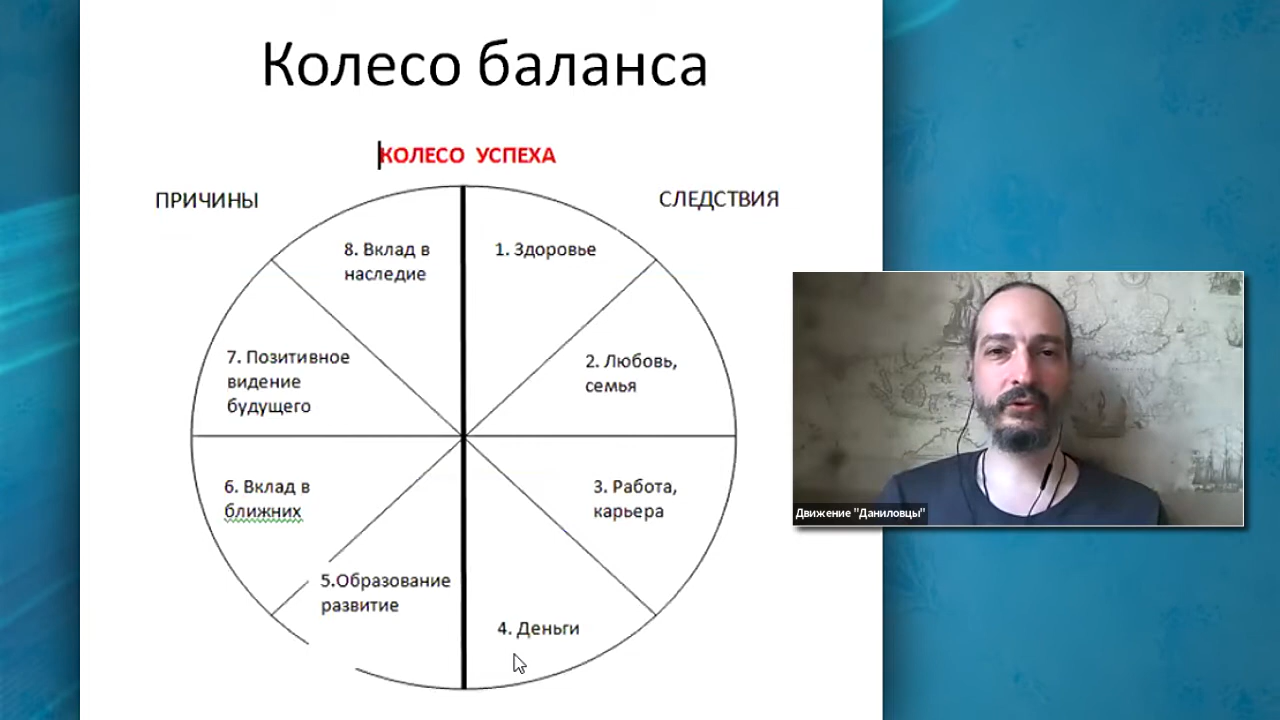 Колесо баланса
КОЛЕСО УСПЕХА
ПРИЧИНЫ
СЛЕДСТВИЯ
8. Вклад в
наследие
1. Здоровье
7. Позитивное
видение
будущего
2. Любовь,
семья
6. Вклад в
ближних
3. Работа,
карьера
5.Образование
развитие
4. Деньги
Движение "Даниловцы"